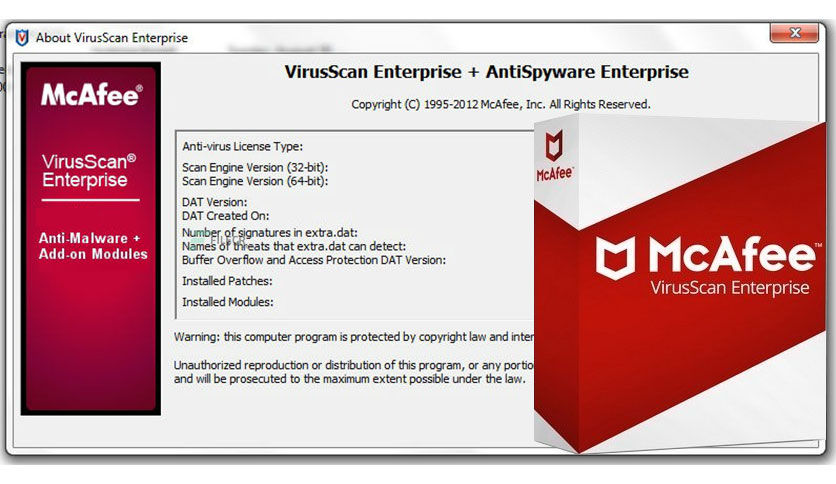 About VirusScan Enterprise
McAfee®
VirusScan®
Enterprise
Anti-Malware +
Add-on Modules
VirusScan Enterprise + AntiSpyware Enterprise
Copyright (C) 1995-2012 McAfee, Inc. All Rights Reserved.
Anti-virus License Type:
Scan Engine Version (32-bit):
Scan Engine Version (64-bit):
DAT Version:
DAT Created On:
Number of signatures in extra.dat:
Names of threats that extra.dat can detect:
Buffer Overflow and Access Protection DAT Version:
Installed Patches:
Installed Modules:
Warning: this computer program is protected by copyright law and inter
Unauthorized reproduction or distribution of this program, or any portio
and will be prosecuted to the maximum extent possible under the law.
McAfee™
McAfee™
VirusScan Enterprise